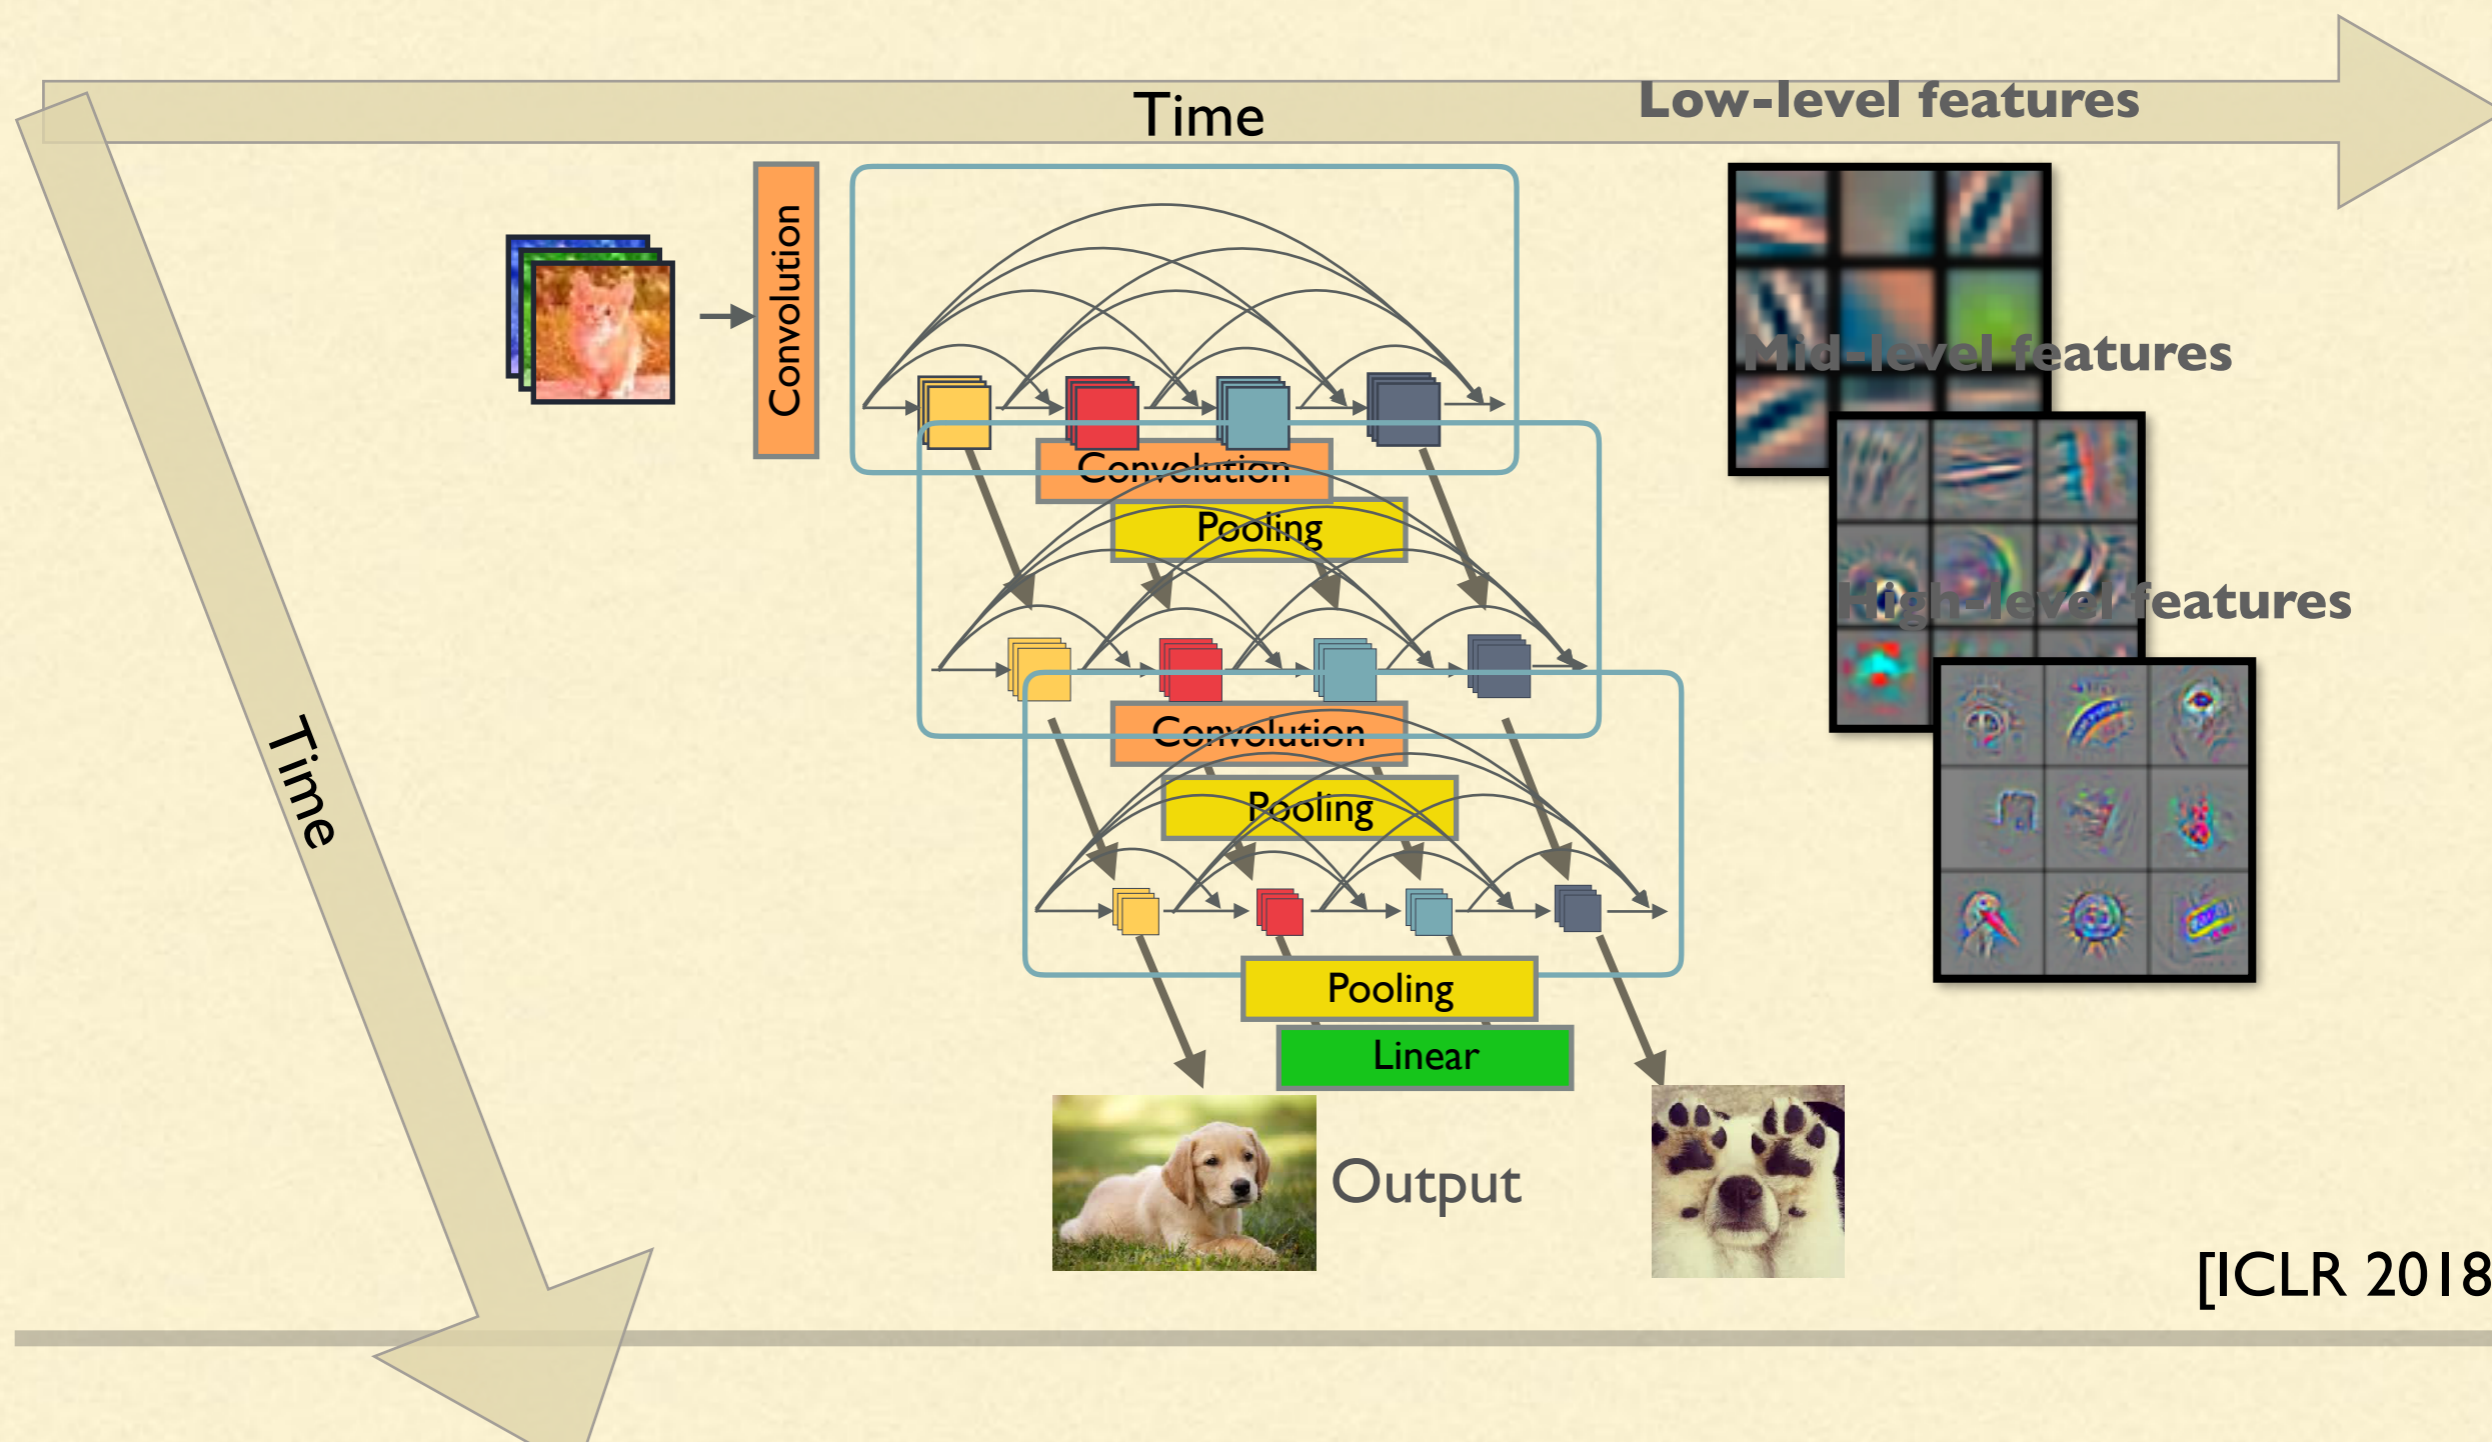 Time
Low-level features
Convolution
Mid-level features
Convolution
Pooling
High-level features
Time
Convolution
Pooling
Pooling
Linear
Output
[ICLR 2018